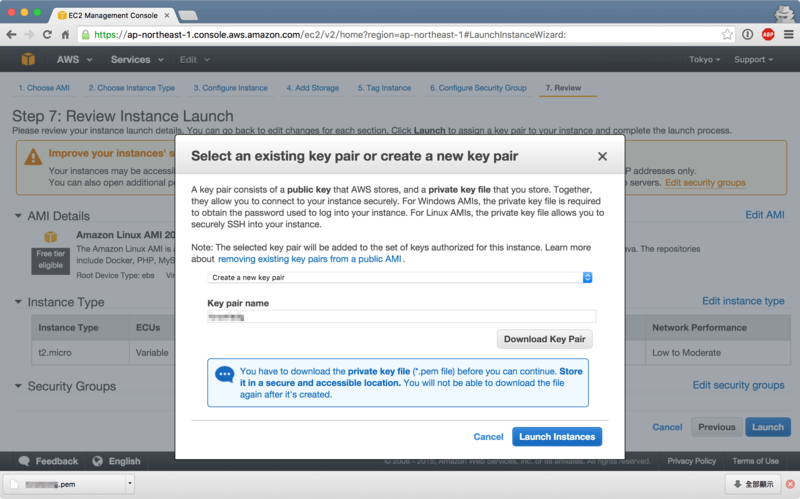 EC2 Management Console
https://ap-northeast-1.console.aws.amazon.com/ec2/v2/home?region=ap-northeast-1#LaunchInstanceWizard:
ABP
AWS Services Edit Tokyo Support
1. Choose AMI 2. Choose Instance Type 3. Configure Instance 4. Add Storage 5. Tag Instance 6. Configure Security Group 7. Review
Step 7: Review Instance Launch
Please review your instance launch details. You can go back to edit changes for each section. Click Launch to assign a key pair to your instance and complete the launch process.
Improve your instances' s
Your instances may be accessi
P addresses only.
You can also open additional po
servers. Edit security groups
AMI Details Edit AMI
Amazon Linux AMI 20
Free tier
eligible
The Amazon Linux AMI is a
va. The repositories
include Docker, PHP, MyS
Root Device Type: ebs
Instance Type Edit instance type
Instance Type ECUs Network Performance
t2.micro Variable Low to Moderate
Security Groups Edit security groups
Select an existing key pair or create a new key pair
A key pair consists of a public key that AWS stores, and a private key file that you store. Together,
they allow you to connect to your instance securely. For Windows AMIs, the private key file is required
to obtain the password used to log into your instance. For Linux AMIs, the private key file allows you to
securely SSH into your instance.
Note: The selected key pair will be added to the set of keys authorized for this instance. Learn more
about removing existing key pairs from a public AMI .
Create a new key pair
Key pair name
Download Key Pair
You have to download the private key file (*.pem file) before you can continue. Store
it in a secure and accessible location. You will not be able to download the file
again after it's created.
Cancel Launch Instances
Cancel Previous Launch
Feedback English © 2008 - 2015, Amazon Web Services, Inc. or its affiliates. All rights reserved. Privacy Policy Terms of Use
.pem
全部顯示